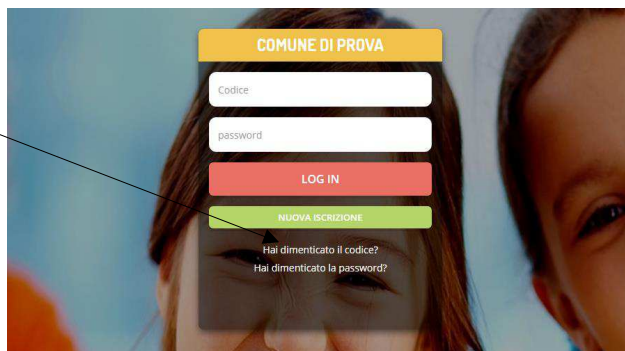 COMUNE DI PROVA
Codice
password
LOG IN
NUOVA ISCRIZIONE
Hai dimenticato il codice?
Hai dimenticato la password?